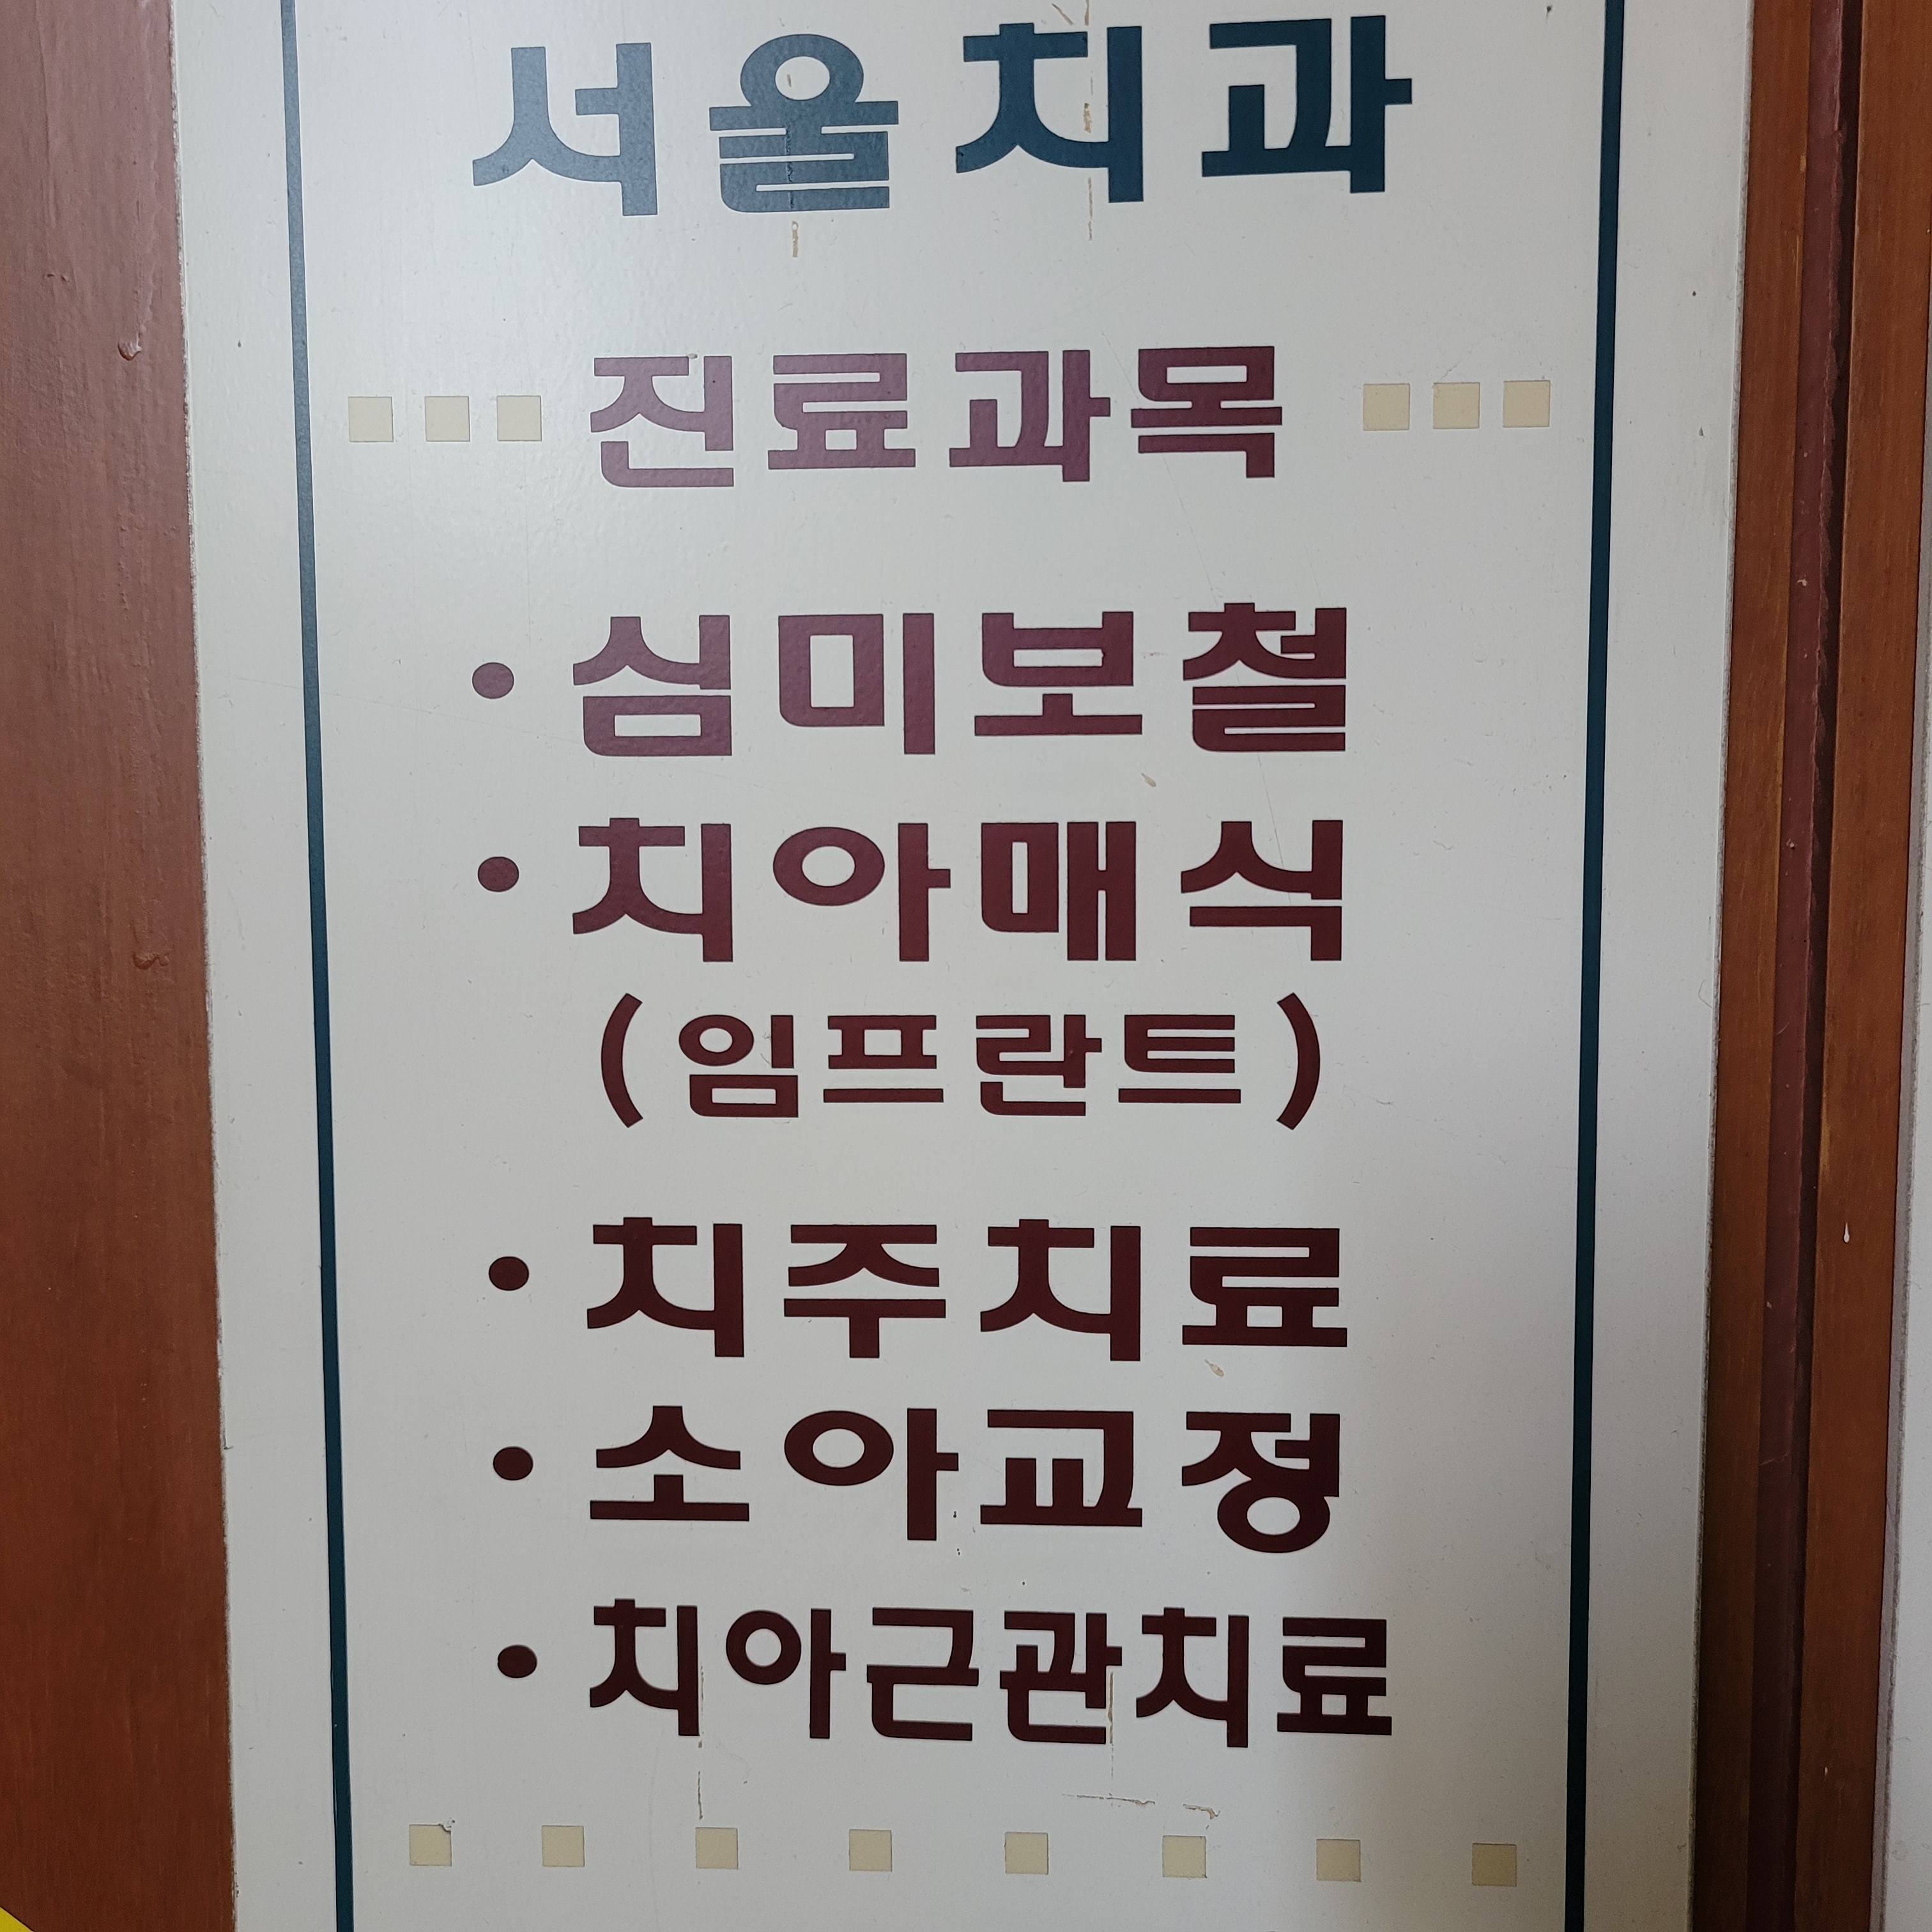 서울치과
진료과목
• 심미보철
• 치아매식
(임프란트)
• 치주치료
• 소아교정
• 치아근관치료